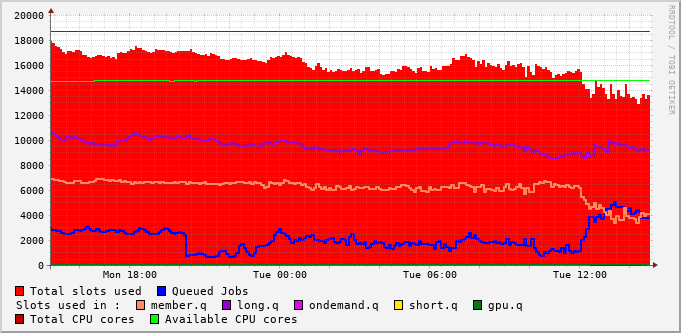 20000
18000
16000
14000
12000
10000
8000
6000
4000
2000
0
Mon 18:00 Tue 00:00 Tue 06:00 Tue 12:00
RRDTOOL / TOBI OETIKER
Total slots used Queued Jobs
Slots used in : member.q long.q ondemand.q short.q gpu.q
Total CPU cores Available CPU cores